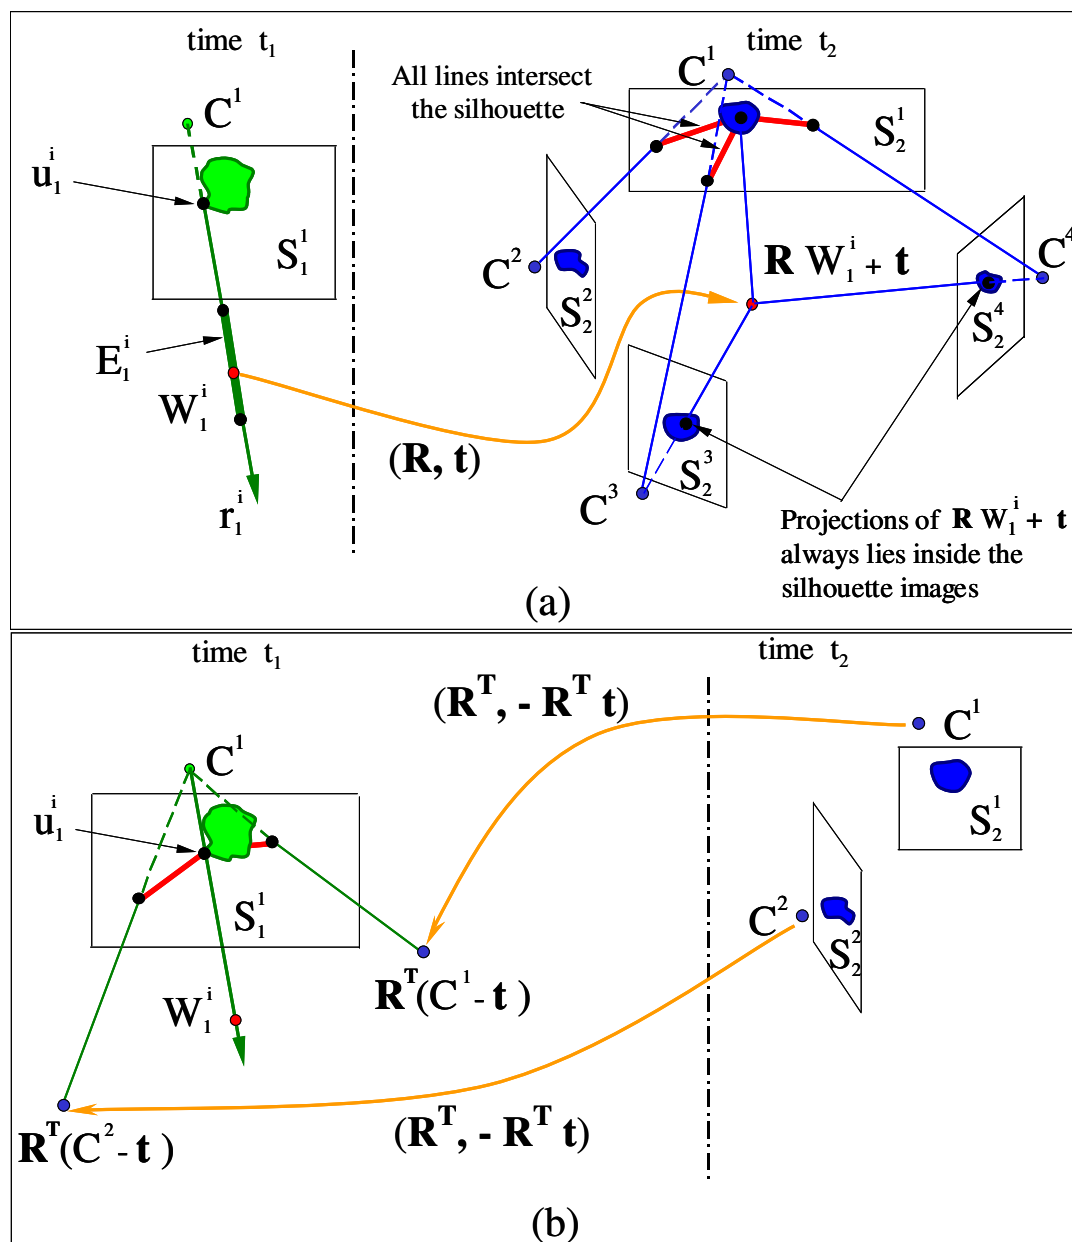 time t₁
time t₂
C¹
All lines intersect
the silhouette
C¹
S₂¹
u₁ⁱ
S₁¹
C²
S₂²
R W₁ⁱ + t
C⁴
S₂⁴
E₁ⁱ
W₁ⁱ
(R, t)
S₂³
C³
r₁ⁱ
Projections of R W₁ⁱ + t
always lies inside the
silhouette images
(a)
time t₁
time t₂
(Rᵀ, - Rᵀ t)
C¹
C¹
u₁ⁱ
S₂¹
S₁¹
C²
S₂²
W₁ⁱ
Rᵀ(C¹ - t )
Rᵀ(C² - t )
(Rᵀ, - Rᵀ t)
(b)